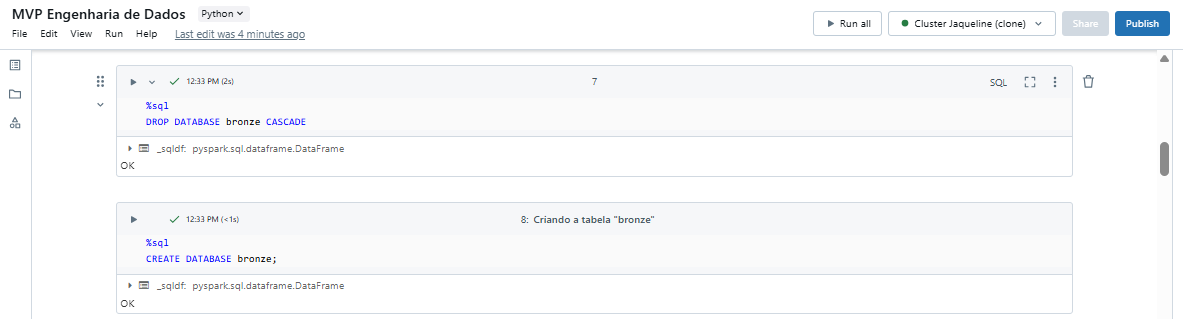 MVP Engenharia de Dados Python
File Edit View Run Help Last edit was 4 minutes ago
Run all Cluster Jaqueline (clone) Share Publish
12:33 PM (2s) 7 SQL
%sql
DROP DATABASE bronze CASCADE
_sqldf: pyspark.sql.dataframe.DataFrame
OK
12:33 PM (<1s) 8: Criando a tabela "bronze"
%sql
CREATE DATABASE bronze;
_sqldf: pyspark.sql.dataframe.DataFrame
OK